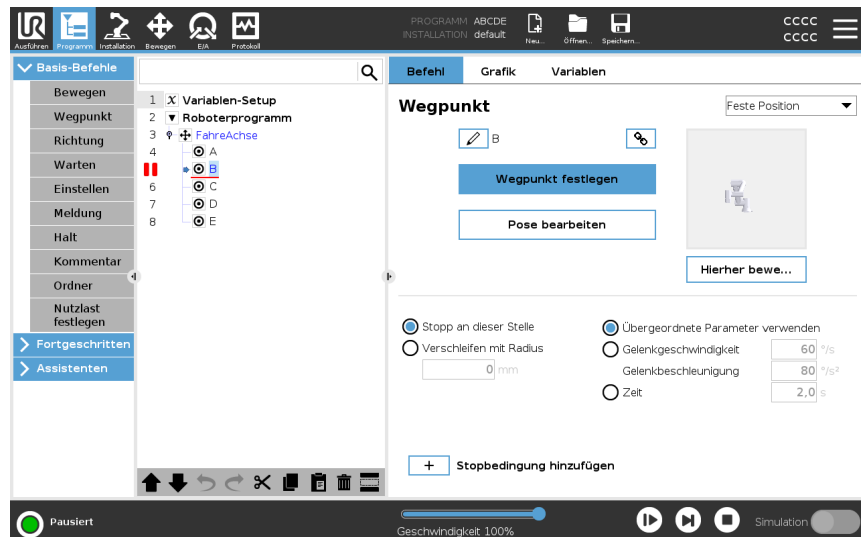 UR
Ausführen Programm Installation Bewegen E/A Protokoll
PROGRAMM ABCDE
INSTALLATION default
Neu... Öffnen... Speichern...
CCCC
CCCC
Basis-Befehle
Bewegen
Wegpunkt
Richtung
Warten
Einstellen
Meldung
Halt
Kommentar
Ordner
Nutzlast
festlegen
Fortgeschritten
Assistenten
1 X Variablen-Setup
2 Roboterprogramm
3 FahreAchse
4 A
B
6 C
7 D
8 E
Befehl Grafik Variablen
Wegpunkt
Feste Position
B
Wegpunkt festlegen
Pose bearbeiten
Hierher bewe...
Stopp an dieser Stelle
Verschleifen mit Radius
0 mm
Übergeordnete Parameter verwenden
Gelenkgeschwindigkeit 60 °/s
Gelenkbeschleunigung 80 °/s²
Zeit 2,0 s
+ Stopbedingung hinzufügen
Pausiert
Geschwindigkeit 100%
Simulation